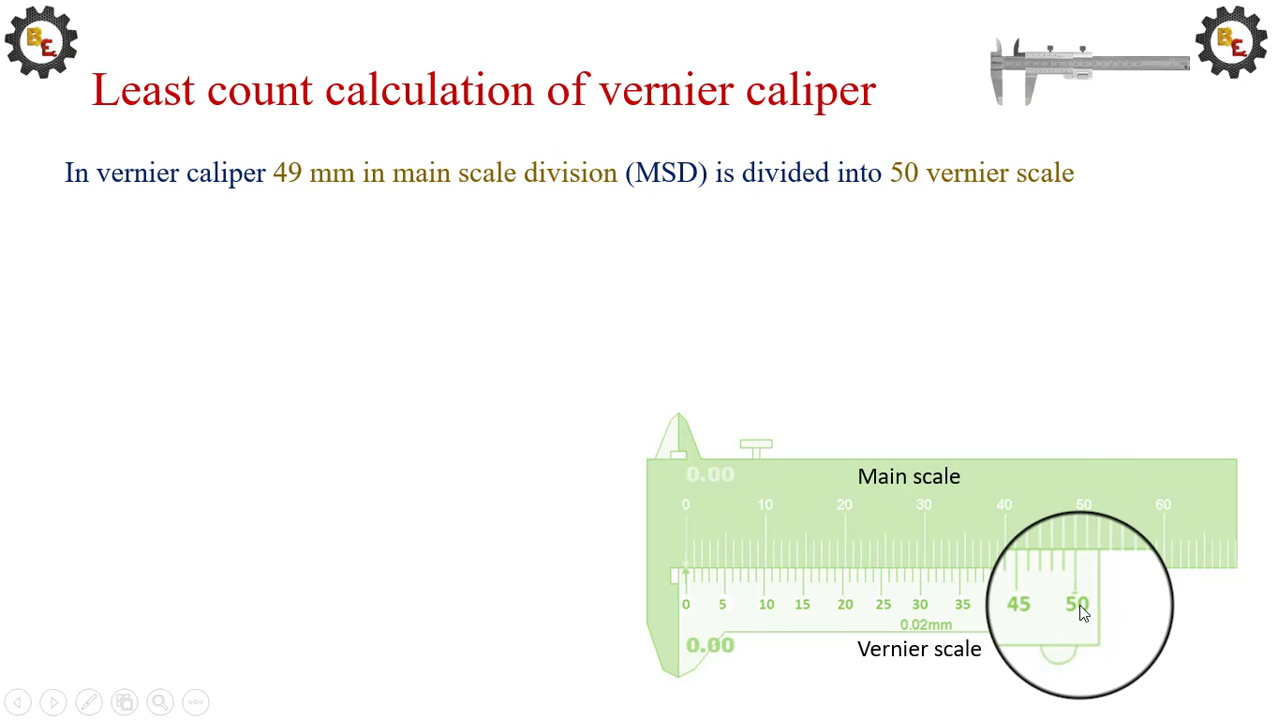 B E
B E
Least count calculation of vernier caliper
In vernier caliper 49 mm in main scale division (MSD) is divided into 50 vernier scale
0.00
Main scale
0 10 20 30 40 50 60
0 5 10 15 20 25 30 35 45 50
0.02mm
0.00
Vernier scale